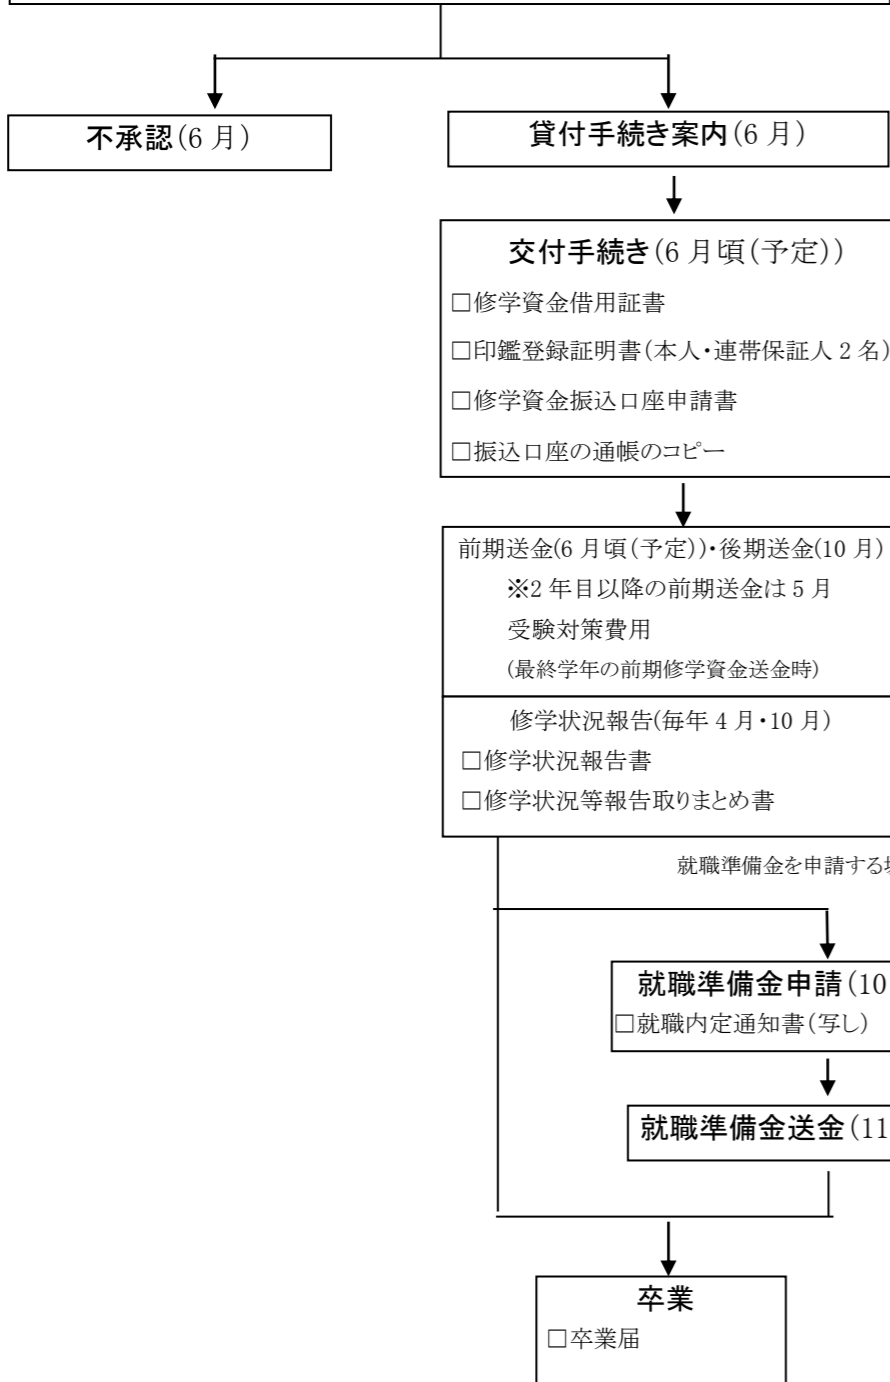 不承認(6月)
貸付手続き案内(6月)
交付手続き(6月頃(予定))
□修学資金借用証書
□印鑑登録証明書(本人・連帯保証人2名)
□修学資金振込口座申請書
□振込口座の通帳のコピー
前期送金(6月頃(予定))・後期送金(10月)
※2年目以降の前期送金は5月
受験対策費用
(最終学年の前期修学資金送金時)
修学状況報告(毎年4月・10月)
□修学状況報告書
□修学状況等報告取りまとめ書
就職準備金を申請する
就職準備金申請(10
□就職内定通知書(写し)
就職準備金送金(11
卒業
□卒業届